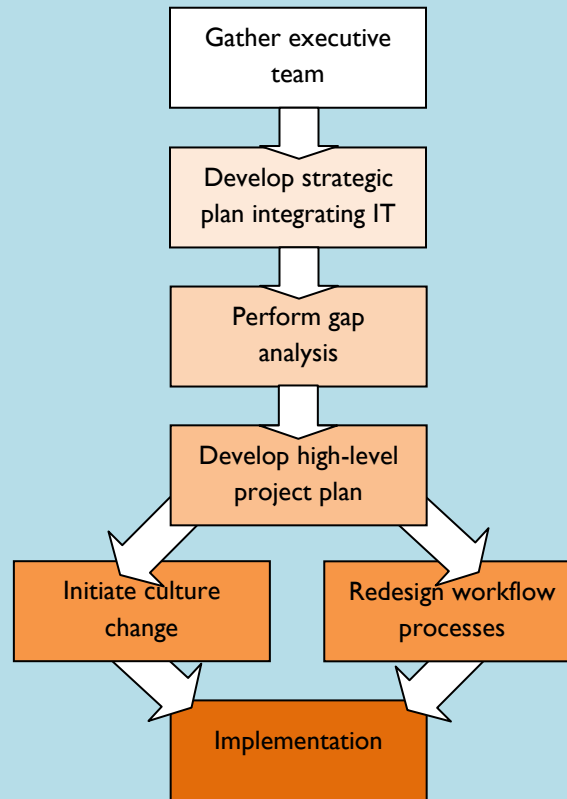 Gather executive
team
Develop strategic
plan integrating IT
Perform gap
analysis
Develop high-level
project plan
Initiate culture
change
Redesign workflow
processes
Implementation